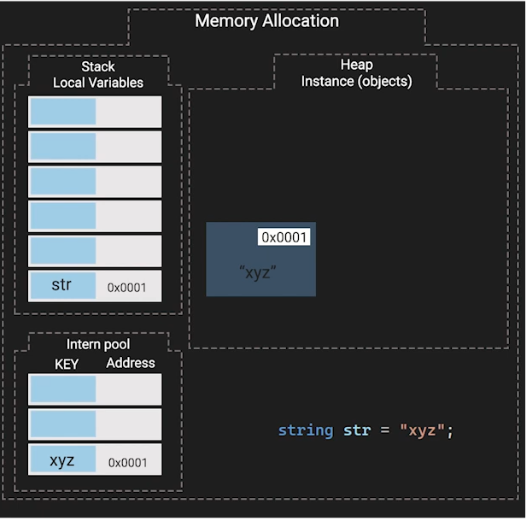 Memory Allocation
Stack
Local Variables
Heap
Instance (objects)
0x0001
"xyz"
str 0x0001
Intern pool
KEY Address
xyz 0x0001
string str = "xyz";